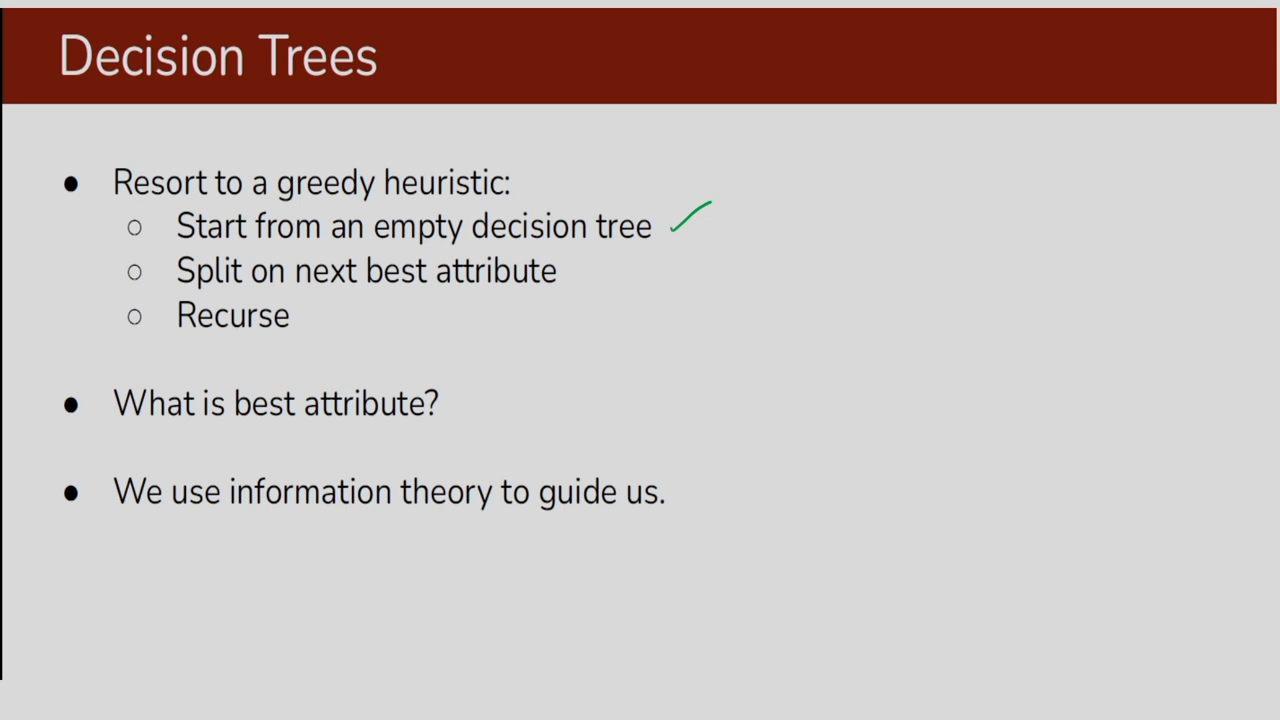 Decision Trees
● Resort to a greedy heuristic:
○ Start from an empty decision tree ✓
○ Split on next best attribute
○ Recurse
● What is best attribute?
● We use information theory to guide us.